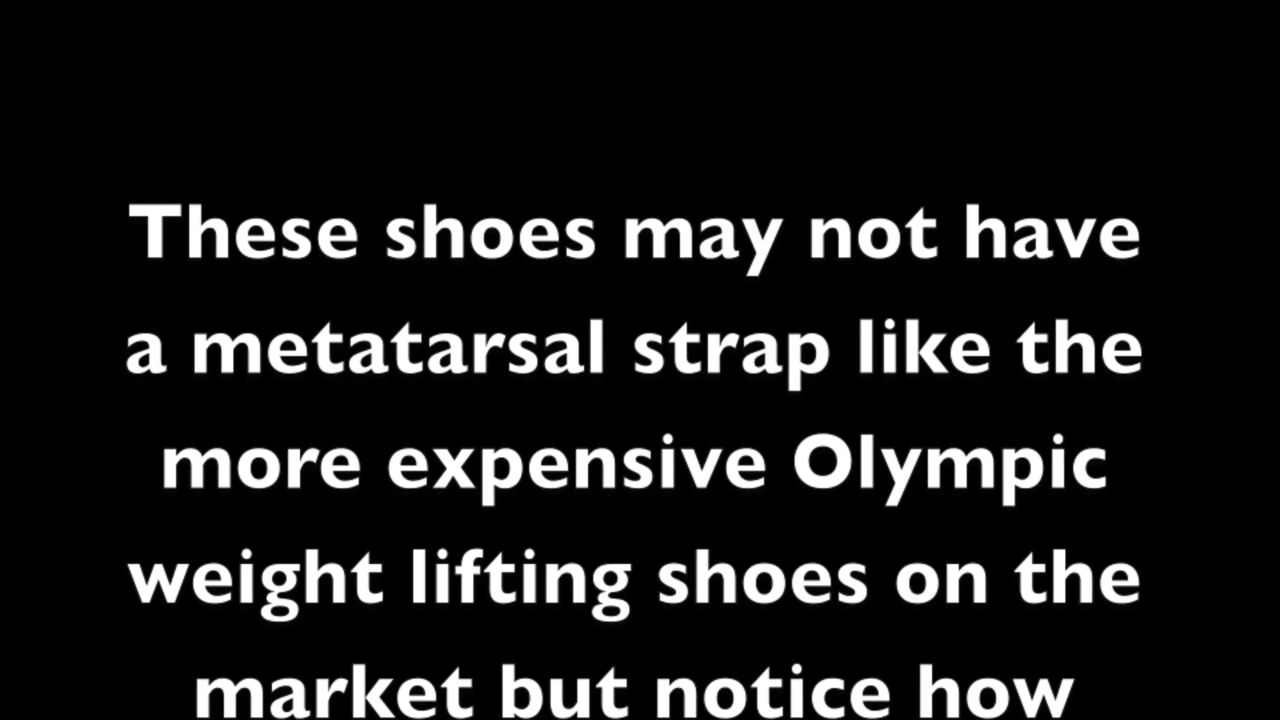 These shoes may not have
a metatarsal strap like the
more expensive Olympic
weight lifting shoes on the
market but notice how